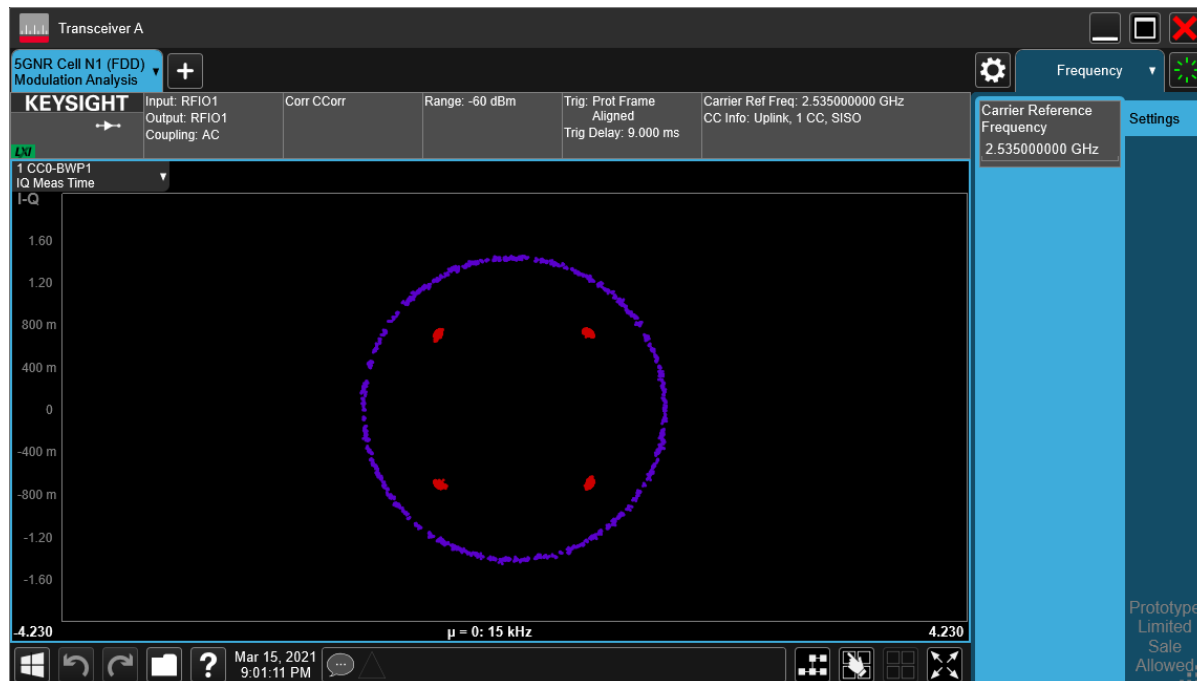 Transceiver A
5GNR Cell N1 (FDD)
Modulation Analysis
Frequency
KEYSIGHT
LXI
Input: RFIO1
Output: RFIO1
Coupling: AC
Corr CCorr
Range: -60 dBm
Trig: Prot Frame
Aligned
Trig Delay: 9.000 ms
Carrier Ref Freq: 2.535000000 GHz
CC Info: Uplink, 1 CC, SISO
Carrier Reference
Frequency
2.535000000 GHz
Settings
1 CC0-BWP1
IQ Meas Time
I-Q
1.60
1.20
800 m
400 m
0
-400 m
-800 m
-1.20
-1.60
-4.230
µ = 0: 15 kHz
4.230
Prototype
Limited
Sale
Allowed
?
Mar 15, 2021
9:01:11 PM